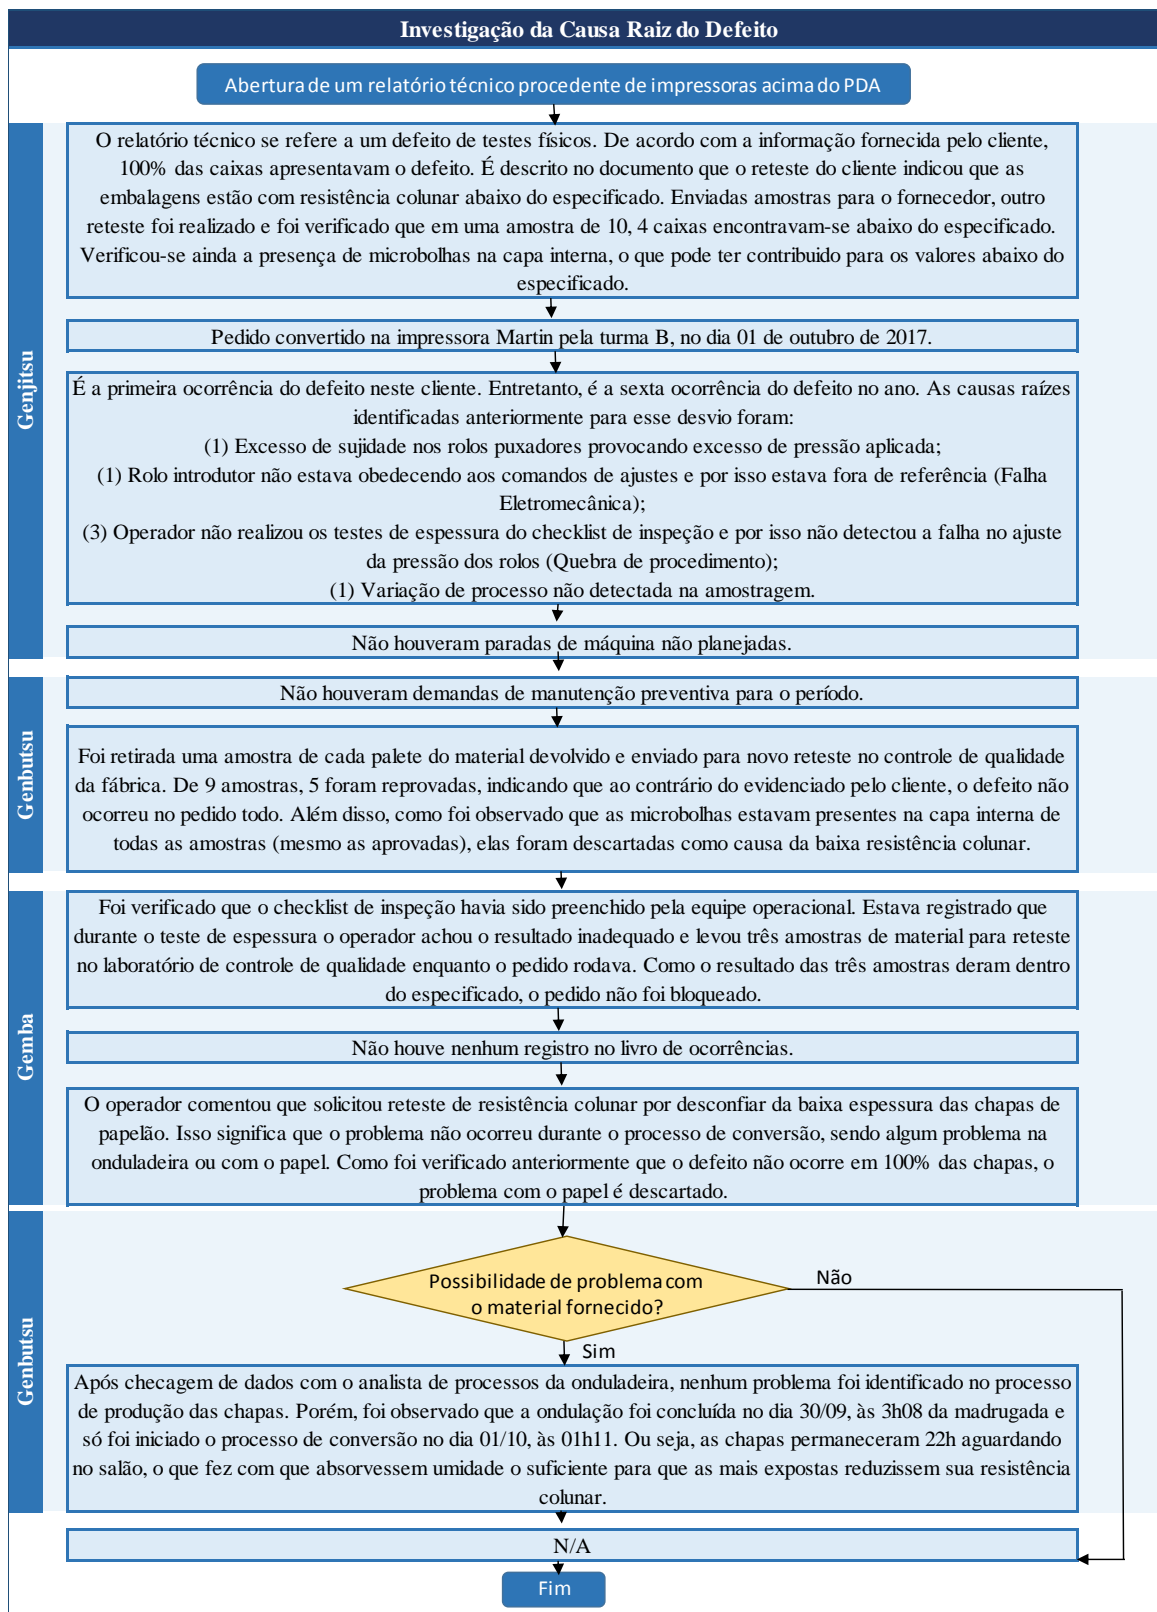 Investigação da Causa Raiz do Defeito
Abertura de um relatório técnico procedente de impressoras acima do PDA
Genjitsu
O relatório técnico se refere a um defeito de testes físicos. De acordo com a informação fornecida pelo cliente,
100% das caixas apresentavam o defeito. É descrito no documento que o reteste do cliente indicou que as
embalagens estão com resistência colunar abaixo do especificado. Enviadas amostras para o fornecedor, outro
reteste foi realizado e foi verificado que em uma amostra de 10, 4 caixas encontravam-se abaixo do especificado.
Verificou-se ainda a presença de microbolhas na capa interna, o que pode ter contribuido para os valores abaixo do
especificado.
Pedido convertido na impressora Martin pela turma B, no dia 01 de outubro de 2017.
É a primeira ocorrência do defeito neste cliente. Entretanto, é a sexta ocorrência do defeito no ano. As causas raízes
identificadas anteriormente para esse desvio foram:
(1) Excesso de sujidade nos rolos puxadores provocando excesso de pressão aplicada;
(1) Rolo introdutor não estava obedecendo aos comandos de ajustes e por isso estava fora de referência (Falha
Eletromecânica);
(3) Operador não realizou os testes de espessura do checklist de inspeção e por isso não detectou a falha no ajuste
da pressão dos rolos (Quebra de procedimento);
(1) Variação de processo não detectada na amostragem.
Não houveram paradas de máquina não planejadas.
Genbutsu
Não houveram demandas de manutenção preventiva para o período.
Foi retirada uma amostra de cada palete do material devolvido e enviado para novo reteste no controle de qualidade
da fábrica. De 9 amostras, 5 foram reprovadas, indicando que ao contrário do evidenciado pelo cliente, o defeito não
ocorreu no pedido todo. Além disso, como foi observado que as microbolhas estavam presentes na capa interna de
todas as amostras (mesmo as aprovadas), elas foram descartadas como causa da baixa resistência colunar.
Gemba
Foi verificado que o checklist de inspeção havia sido preenchido pela equipe operacional. Estava registrado que
durante o teste de espessura o operador achou o resultado inadequado e levou três amostras de material para reteste
no laboratório de controle de qualidade enquanto o pedido rodava. Como o resultado das três amostras deram dentro
do especificado, o pedido não foi bloqueado.
Não houve nenhum registro no livro de ocorrências.
O operador comentou que solicitou reteste de resistência colunar por desconfiar da baixa espessura das chapas de
papelão. Isso significa que o problema não ocorreu durante o processo de conversão, sendo algum problema na
onduladeira ou com o papel. Como foi verificado anteriormente que o defeito não ocorre em 100% das chapas, o
problema com o papel é descartado.
Genbutsu
Possibilidade de problema com
o material fornecido?
Não
Sim
Após checagem de dados com o analista de processos da onduladeira, nenhum problema foi identificado no processo
de produção das chapas. Porém, foi observado que a ondulação foi concluída no dia 30/09, às 3h08 da madrugada e
só foi iniciado o processo de conversão no dia 01/10, às 01h11. Ou seja, as chapas permaneceram 22h aguardando
no salão, o que fez com que absorvessem umidade o suficiente para que as mais expostas reduzissem sua resistência
colunar.
N/A
Fim